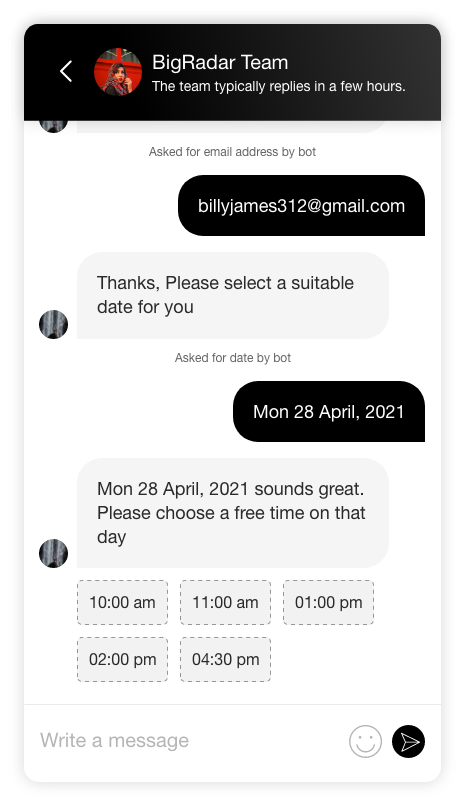 BigRadar Team
The team typically replies in a few hours.
Asked for email address by bot
billyjames312@gmail.com
Thanks, Please select a suitable
date for you
Asked for date by bot
Mon 28 April, 2021
Mon 28 April, 2021 sounds great.
Please choose a free time on that
day
10:00 am 11:00 am 01:00 pm
02:00 pm 04:30 pm
Write a message